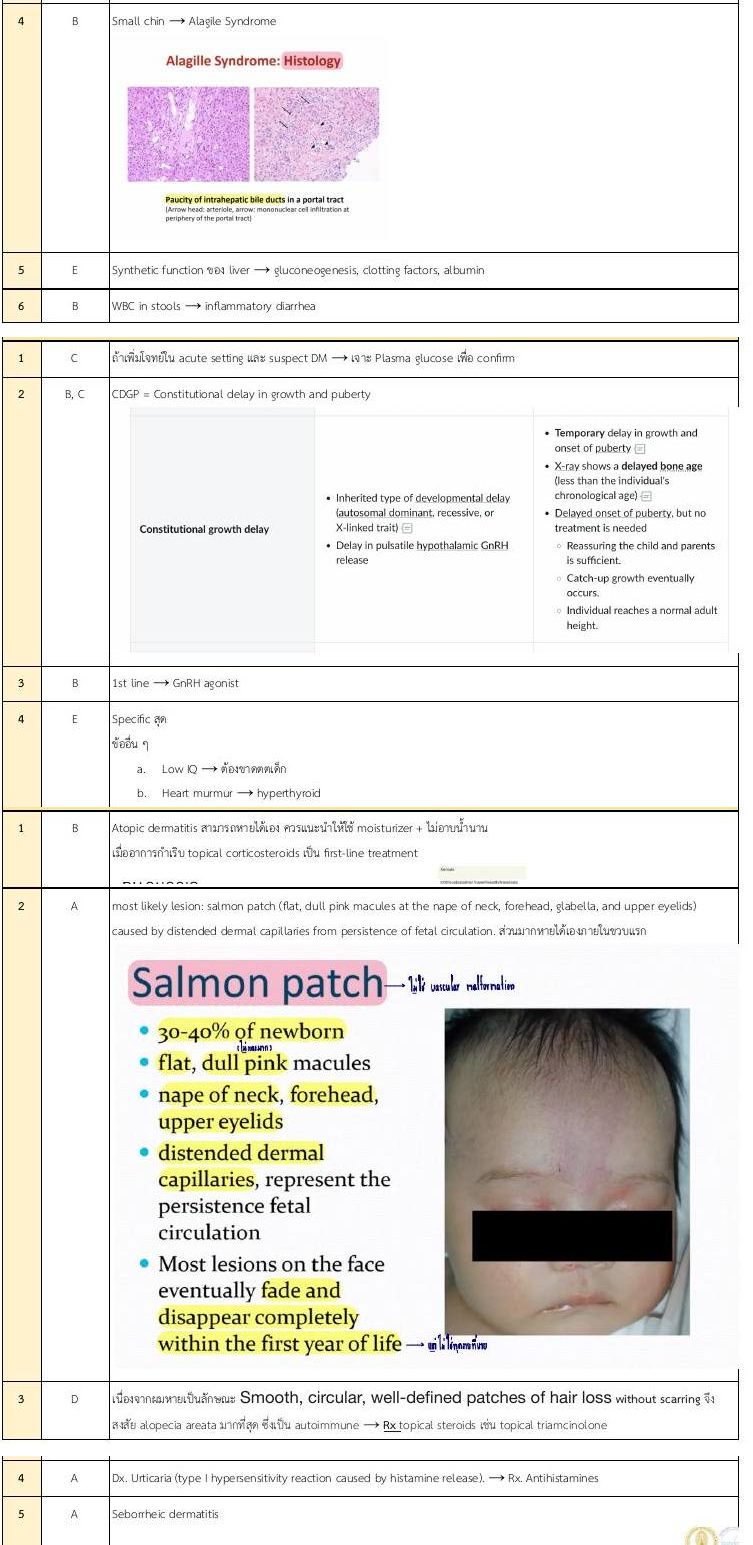 4 B Small chin → Alagile Syndrome
Alagille Syndrome: Histology
Paucity of intrahepatic bile ducts in a portal tract
(Arrow head: arteriole, arrow: mononuclear cell infiltration at
periphery of the portal tract)
5 E Synthetic function ของ liver → gluconeogenesis, clotting factors, albumin
6 B WBC in stools → inflammatory diarrhea
1 C ถ้าเพิ่มโจทย์ใน acute setting และ suspect DM → เจาะ Plasma glucose เพื่อ confirm
2 B, C CDGP = Constitutional delay in growth and puberty
Constitutional growth delay
• Inherited type of developmental delay
(autosomal dominant, recessive, or
X-linked trait)
• Delay in pulsatile hypothalamic GnRH
release
• Temporary delay in growth and
onset of puberty
• X-ray shows a delayed bone age
(less than the individual's
chronological age)
• Delayed onset of puberty, but no
treatment is needed
○ Reassuring the child and parents
is sufficient.
○ Catch-up growth eventually
occurs.
○ Individual reaches a normal adult
height.
3 B 1st line → GnRH agonist
4 E Specific สุด
ข้ออื่น ๆ
a. Low IQ → ต้องขาดตตเด็ก
b. Heart murmur → hyperthyroid
1 B Atopic dermatitis สามารถหายได้เอง ควรแนะนำให้ใช้ moisturizer + ไม่อาบน้ำนาน
เมื่ออาการกำเริบ topical corticosteroids เป็น first-line treatment
2 A most likely lesion: salmon patch (flat, dull pink macules at the nape of neck, forehead, glabella, and upper eyelids)
caused by distended dermal capillaries from persistence of fetal circulation. ส่วนมากหายได้เองภายในขวบแรก
Salmon patch → ไม่ใช่ vascular malformation
• 30-40% of newborn
• flat, dull pink macules
• nape of neck, forehead,
upper eyelids
• distended dermal
capillaries, represent the
persistence fetal
circulation
• Most lesions on the face
eventually fade and
disappear completely
within the first year of life →
3 D เนื่องจากผมหายเป็นลักษณะ Smooth, circular, well-defined patches of hair loss without scarring จึง
สงสัย alopecia areata มากที่สุด ซึ่งเป็น autoimmune → Rx topical steroids เช่น topical triamcinolone
4 A Dx. Urticaria (type I hypersensitivity reaction caused by histamine release). → Rx. Antihistamines
5 A Seborrheic dermatitis